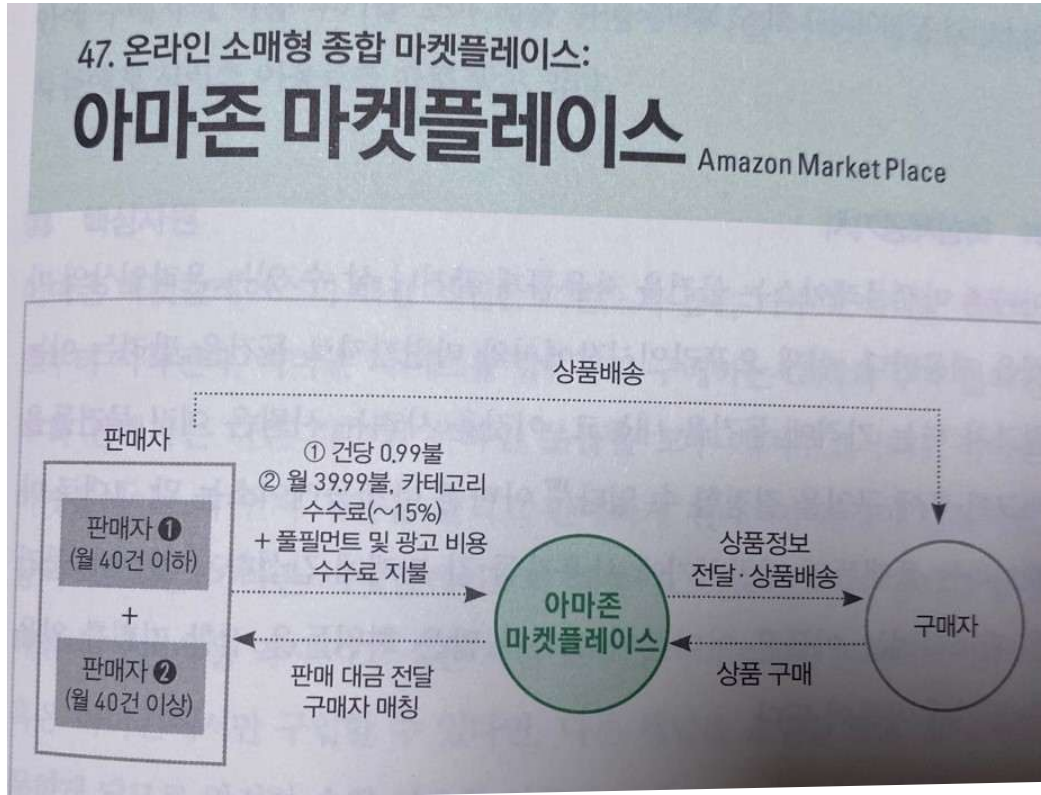 47. 온라인 소매형 종합 마켓플레이스:
아마존 마켓플레이스 Amazon Market Place
상품배송
판매자
판매자 ❶
(월 40건 이하)
+
판매자 ❷
(월 40건 이상)
① 건당 0.99불
② 월 39.99불, 카테고리
수수료(~15%)
+ 풀필먼트 및 광고 비용
수수료 지불
판매 대금 전달
구매자 매칭
아마존
마켓플레이스
상품정보
전달·상품배송
상품 구매
구매자